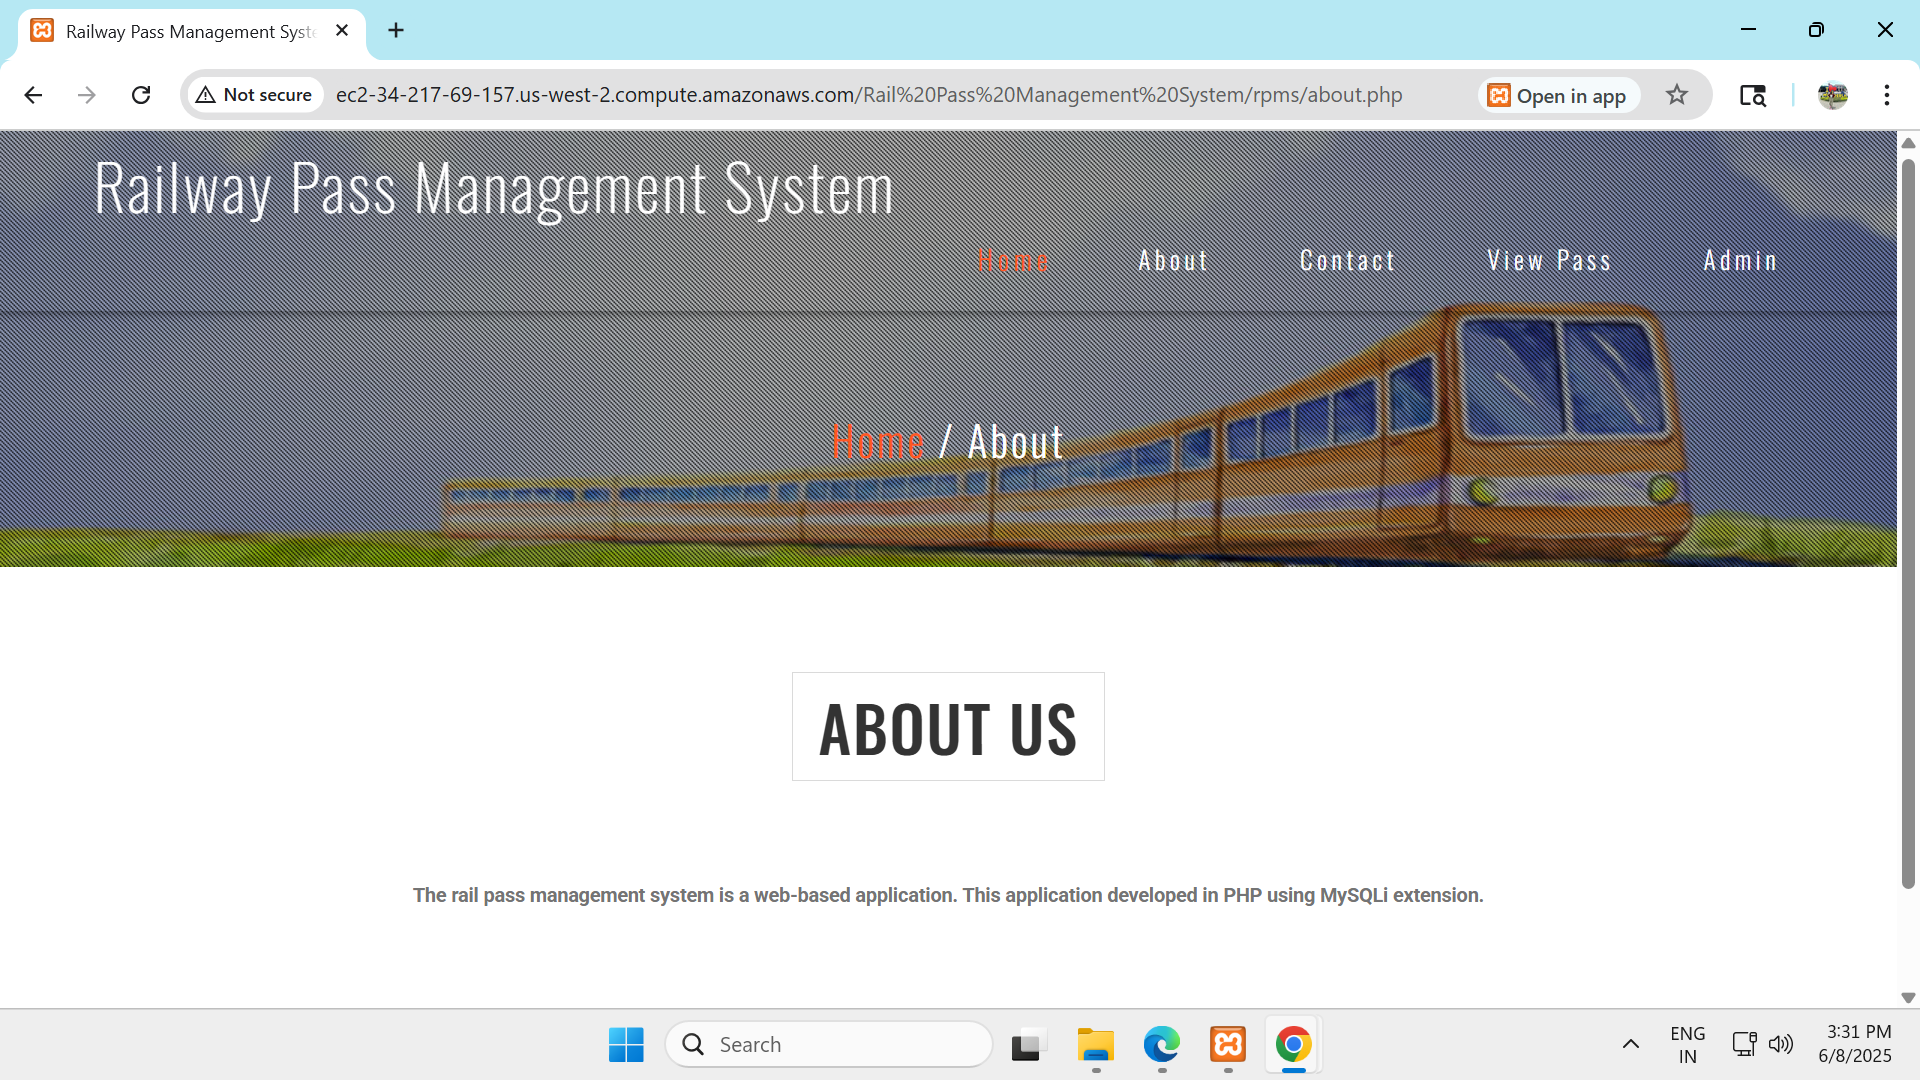 Railway Pass Management Syste
Not secure
ec2-34-217-69-157.us-west-2.compute.amazonaws.com/Rail%20Pass%20Management%20System/rpms/about.php
Open in app
Railway Pass Management System
Home About Contact View Pass Admin
Home / About
ABOUT US
The rail pass management system is a web-based application. This application developed in PHP using MySQLi extension.
Search
ENG
IN
3:31 PM
6/8/2025